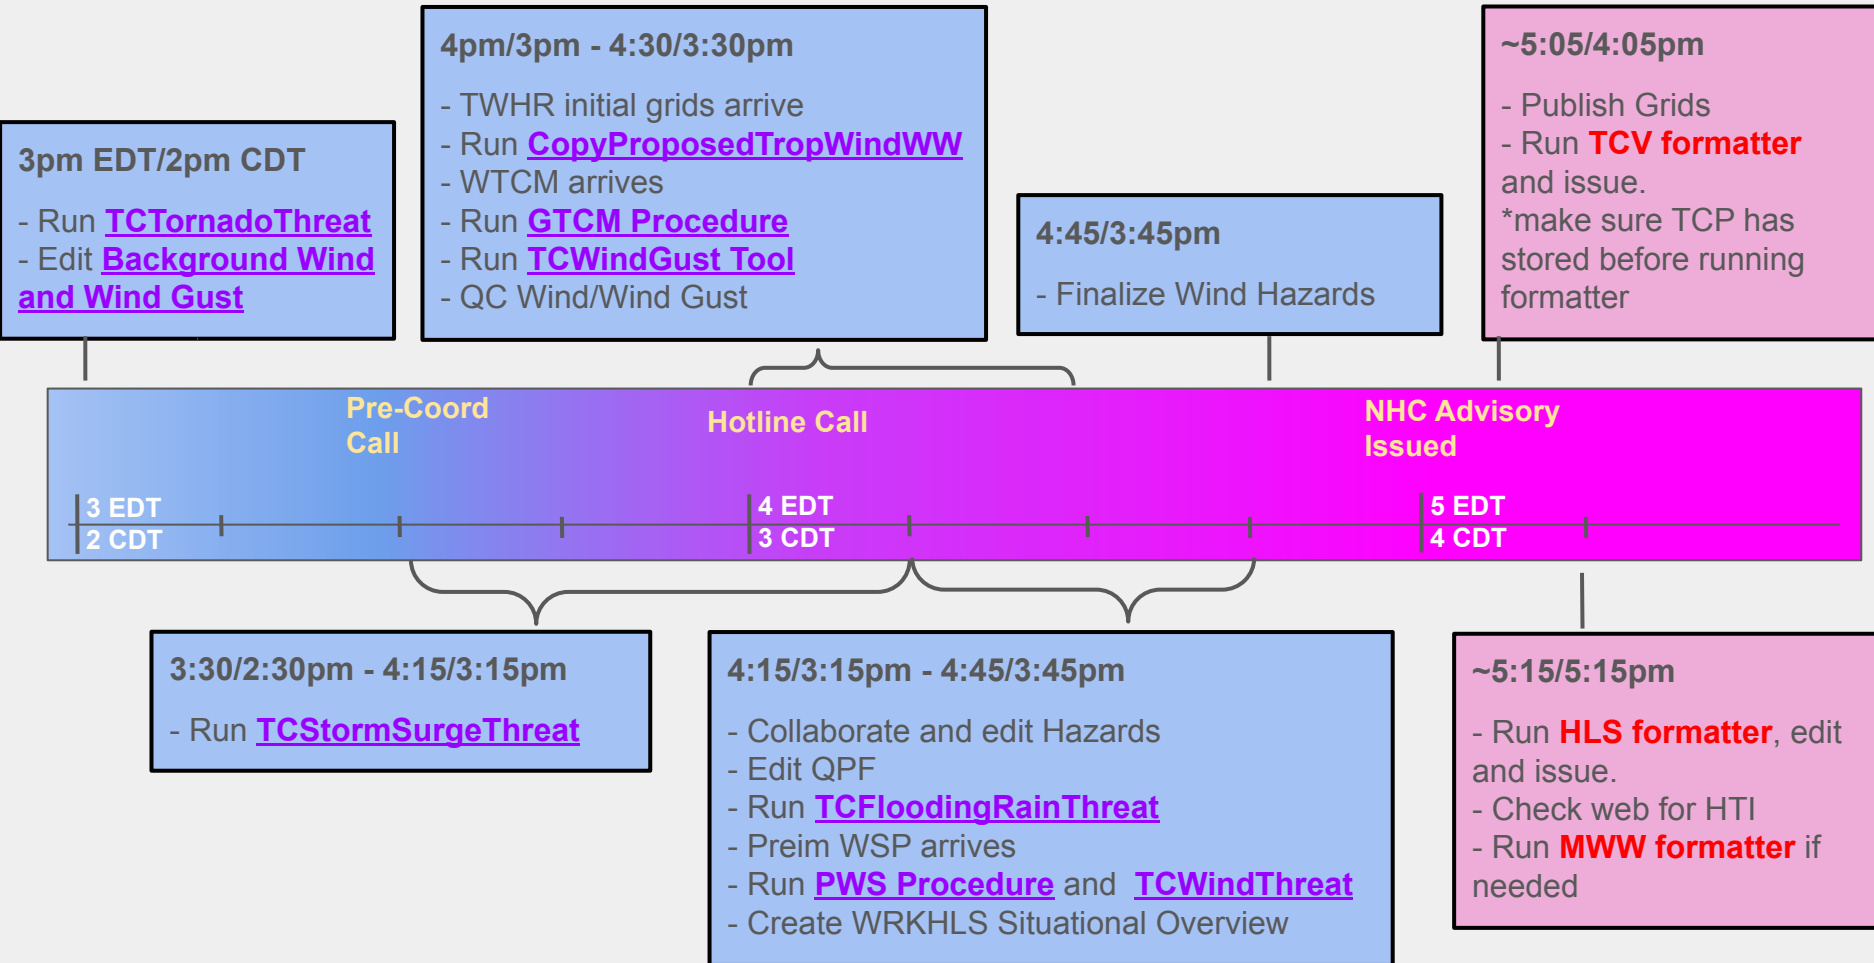 3pm EDT/2pm CDT
- Run TCTornadoThreat
- Edit Background Wind
and Wind Gust
4pm/3pm - 4:30/3:30pm
- TWHR initial grids arrive
- Run CopyProposedTropWindWW
- WTCM arrives
- Run GTCM Procedure
- Run TCWindGust Tool
- QC Wind/Wind Gust
4:45/3:45pm
- Finalize Wind Hazards
~5:05/4:05pm
- Publish Grids
- Run TCV formatter
and issue.
*make sure TCP has
stored before running
formatter
Pre-Coord
Call
Hotline Call
NHC Advisory
Issued
3 EDT
2 CDT
4 EDT
3 CDT
5 EDT
4 CDT
3:30/2:30pm - 4:15/3:15pm
- Run TCStormSurgeThreat
4:15/3:15pm - 4:45/3:45pm
- Collaborate and edit Hazards
- Edit QPF
- Run TCFloodingRainThreat
- Preim WSP arrives
- Run PWS Procedure and TCWindThreat
- Create WRKHLS Situational Overview
~5:15/5:15pm
- Run HLS formatter, edit
and issue.
- Check web for HTI
- Run MWW formatter if
needed